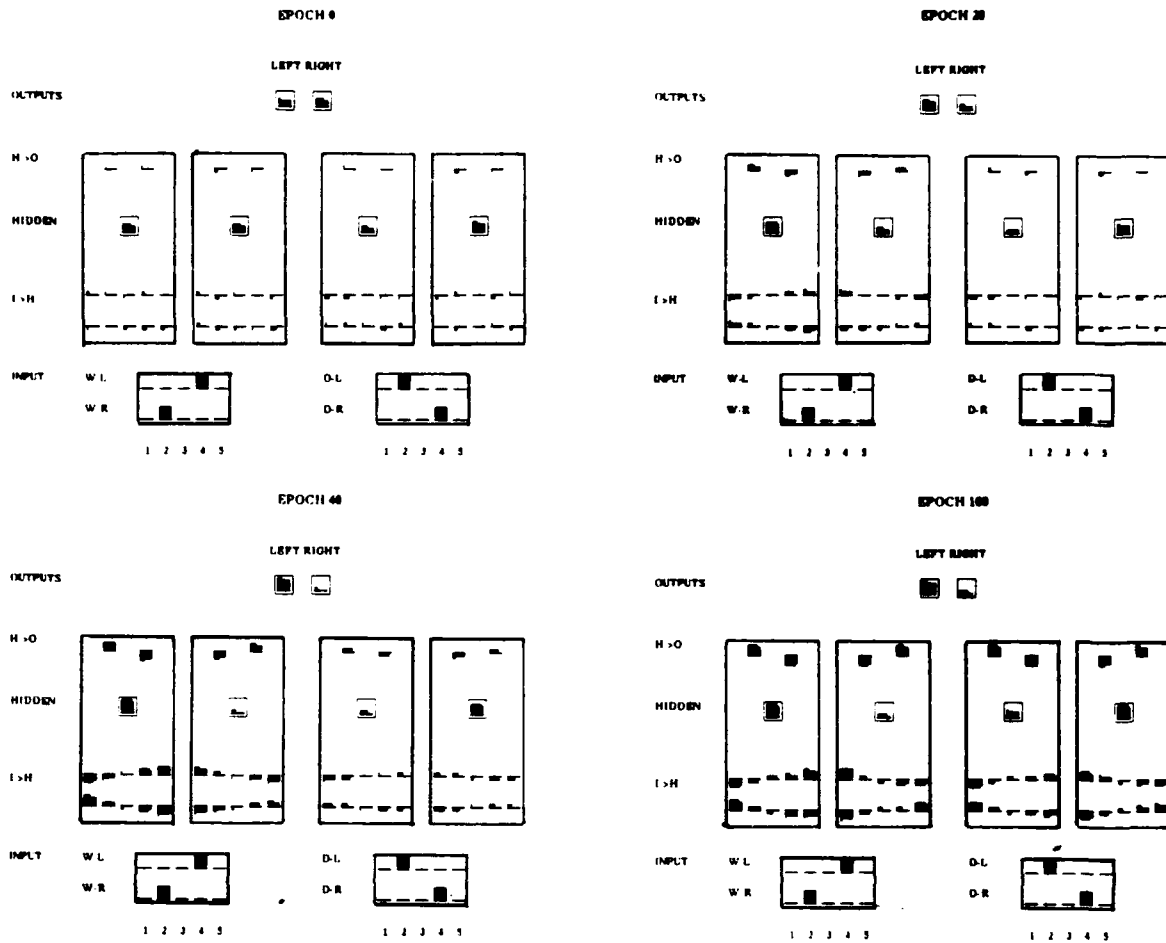 EPOCH 0
LEFT RIGHT
OUTPUTS
H->O
HIDDEN
I->H
INPUT W-L D-L
W-R D-R
1 2 3 4 5 1 2 3 4 5
EPOCH 20
LEFT RIGHT
OUTPUTS
H->O
HIDDEN
I->H
INPUT W-L D-L
W-R D-R
1 2 3 4 5 1 2 3 4 5
EPOCH 40
LEFT RIGHT
OUTPUTS
H->O
HIDDEN
I->H
INPUT W-L D-L
W-R D-R
1 2 3 4 5 1 2 3 4 5
EPOCH 100
LEFT RIGHT
OUTPUTS
H->O
HIDDEN
I->H
INPUT W-L D-L
W-R D-R
1 2 3 4 5 1 2 3 4 5